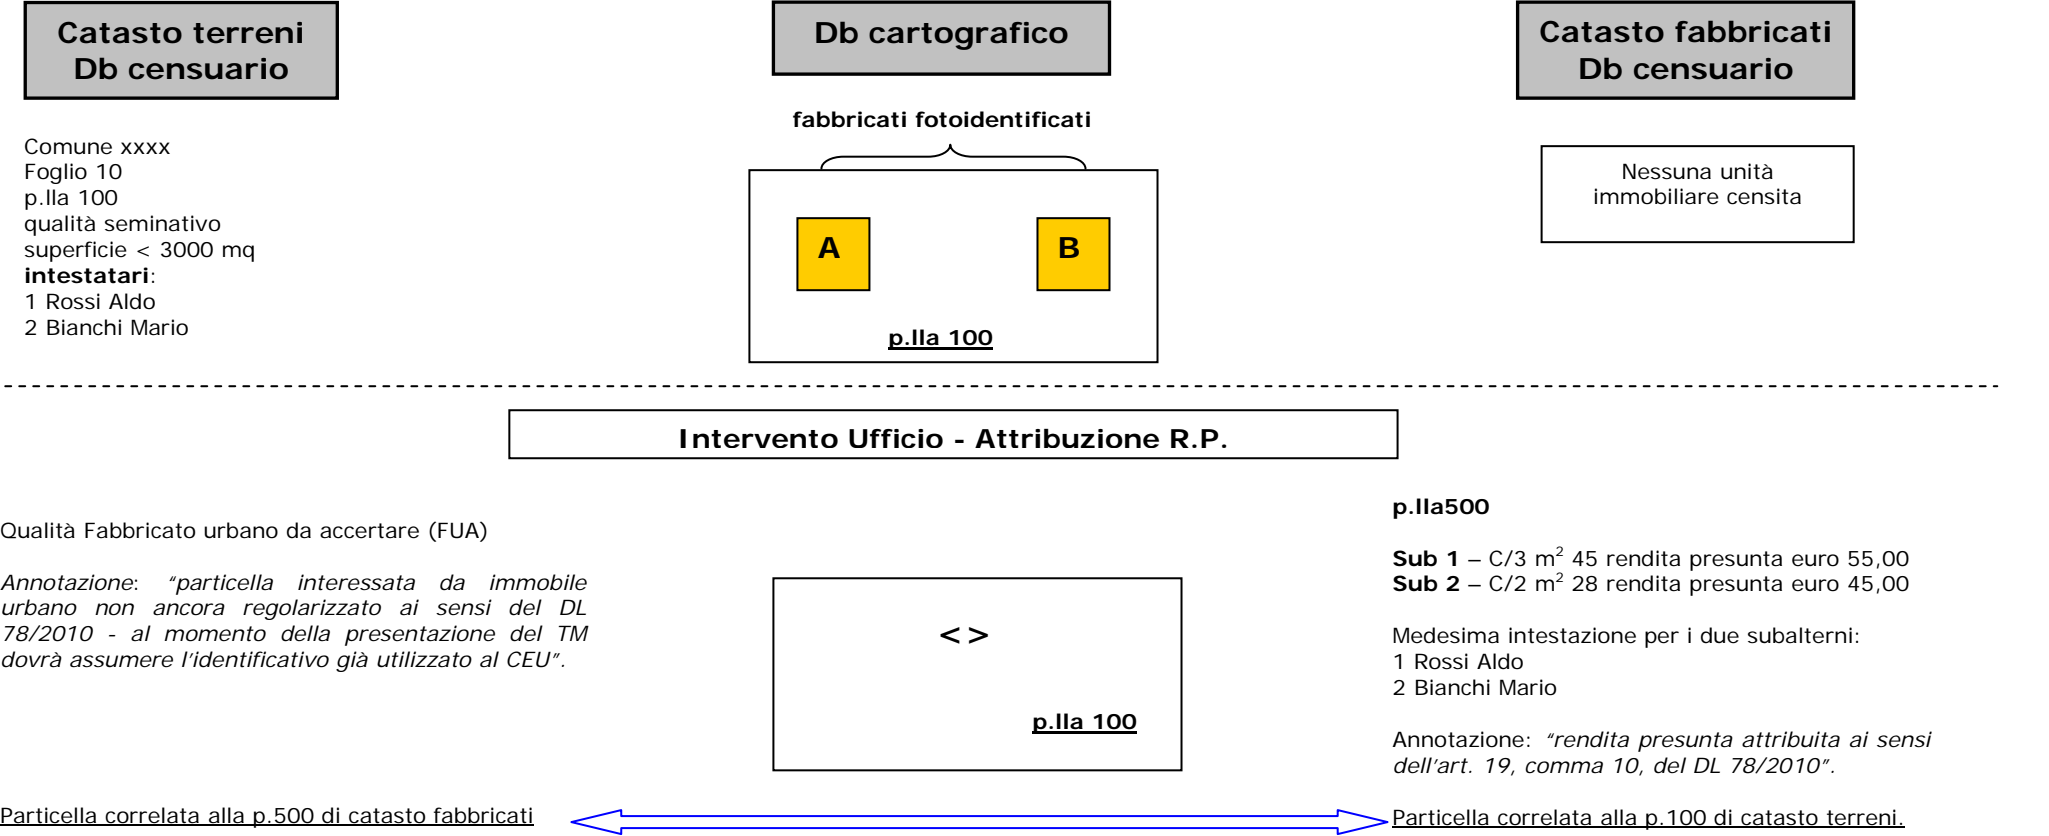 Catasto terreni
Db censuario
Db cartografico
Catasto fabbricati
Db censuario
fabbricati fotoidentificati
Comune xxxx
Foglio 10
p.lla 100
qualità seminativo
superficie < 3000 mq
intestatari:
1 Rossi Aldo
2 Bianchi Mario
A
B
p.lla 100
Nessuna unità
immobiliare censita
Intervento Ufficio - Attribuzione R.P.
Qualità Fabbricato urbano da accertare (FUA)
Annotazione: “particella interessata da immobile
urbano non ancora regolarizzato ai sensi del DL
78/2010 - al momento della presentazione del TM
dovrà assumere l’identificativo già utilizzato al CEU”.
Particella correlata alla p.500 di catasto fabbricati
<>
p.lla 100
p.lla500
Sub 1 – C/3 m² 45 rendita presunta euro 55,00
Sub 2 – C/2 m² 28 rendita presunta euro 45,00
Medesima intestazione per i due subalterni:
1 Rossi Aldo
2 Bianchi Mario
Annotazione: “rendita presunta attribuita ai sensi
dell’art. 19, comma 10, del DL 78/2010”.
Particella correlata alla p.100 di catasto terreni.